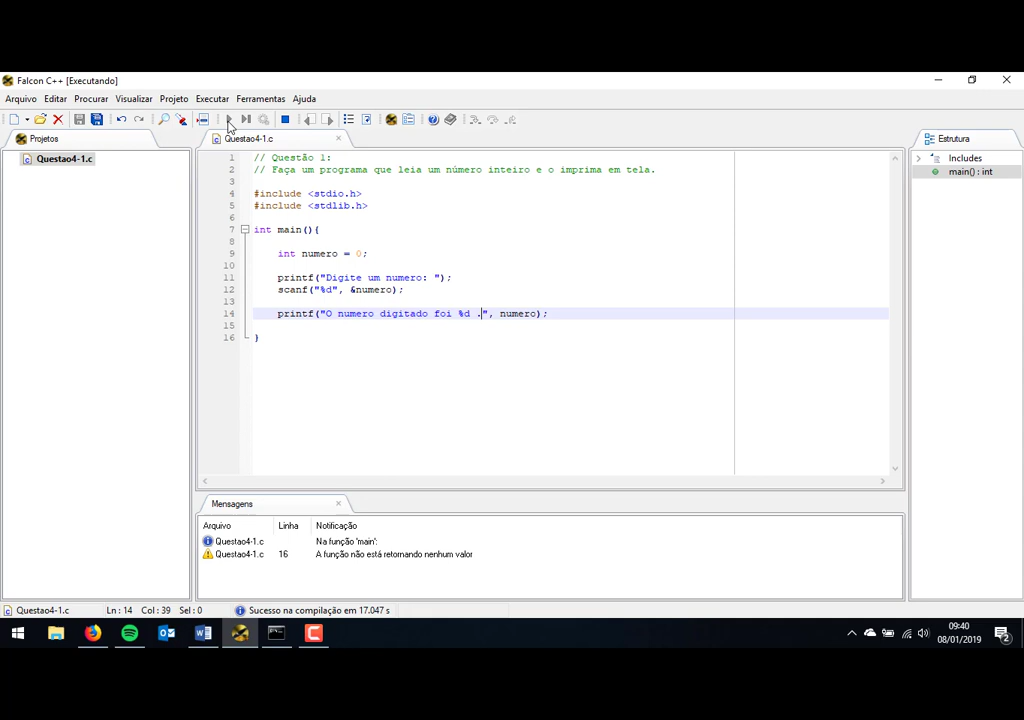 Falcon C++ [Executando]
Arquivo Editar Procurar Visualizar Projeto Executar Ferramentas Ajuda
Projetos
Questao4-1.c
Questao4-1.c
1 // Questão 1:
2 // Faça um programa que leia um número inteiro e o imprima em tela.
3
4 #include <stdio.h>
5 #include <stdlib.h>
6
7 int main(){
8
9 int numero = 0;
10
11 printf("Digite um numero: ");
12 scanf("%d", &numero);
13
14 printf("O numero digitado foi %d .", numero);
15
16 }
Estrutura
Includes
main() : int
Mensagens
Arquivo Linha Notificação
Questao4-1.c Na função 'main':
Questao4-1.c 16 A função não está retornando nenhum valor
Questao4-1.c Ln : 14 Col : 39 Sel : 0 Sucesso na compilação em 17.047 s
09:40
08/01/2019
2